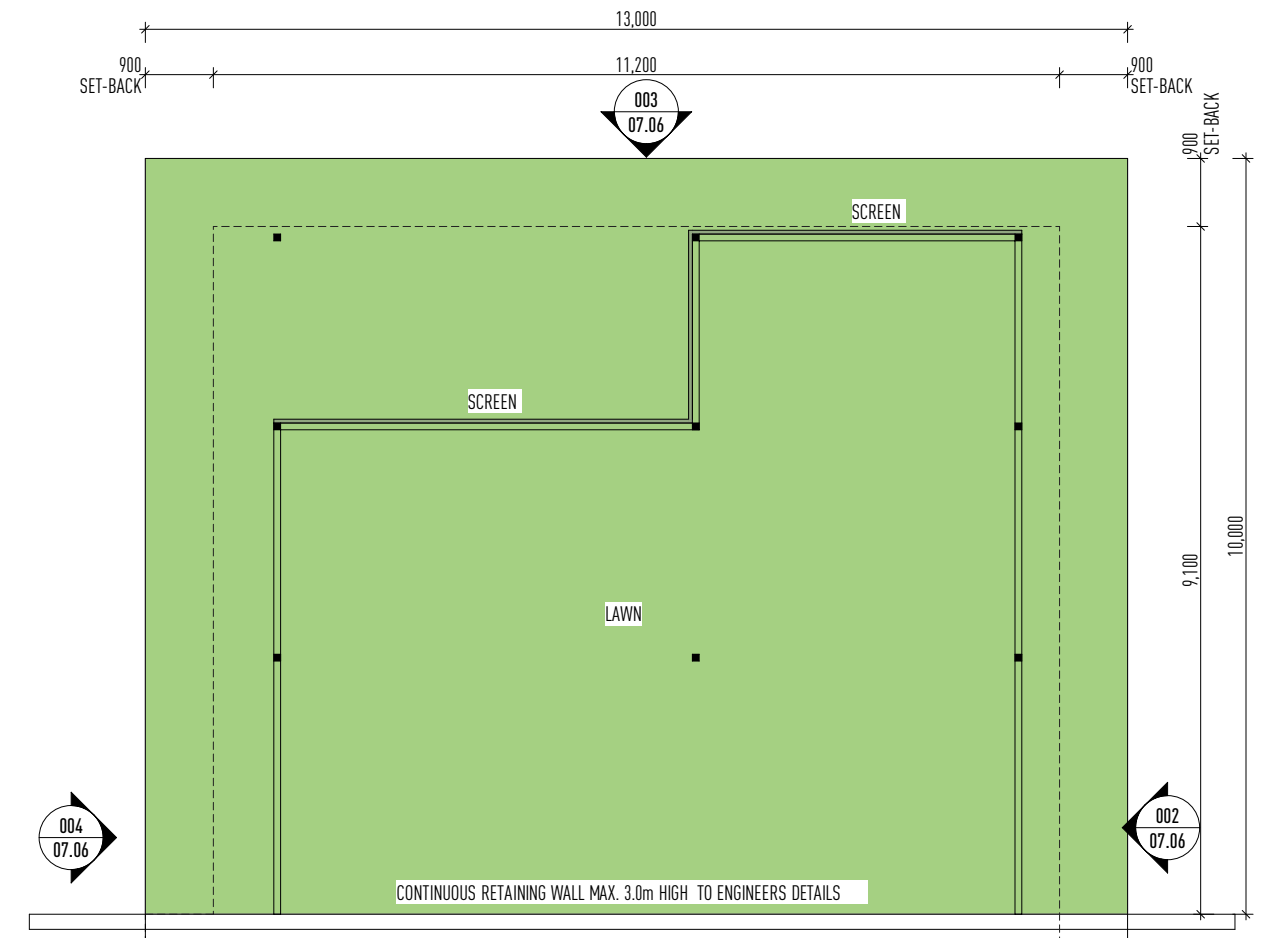 13,000
900
SET-BACK
11,200
900
SET-BACK
003
07.06
900
SET-BACK
SCREEN
SCREEN
10,000
9,100
LAWN
004
07.06
002
07.06
CONTINUOUS RETAINING WALL MAX. 3.0m HIGH TO ENGINEERS DETAILS